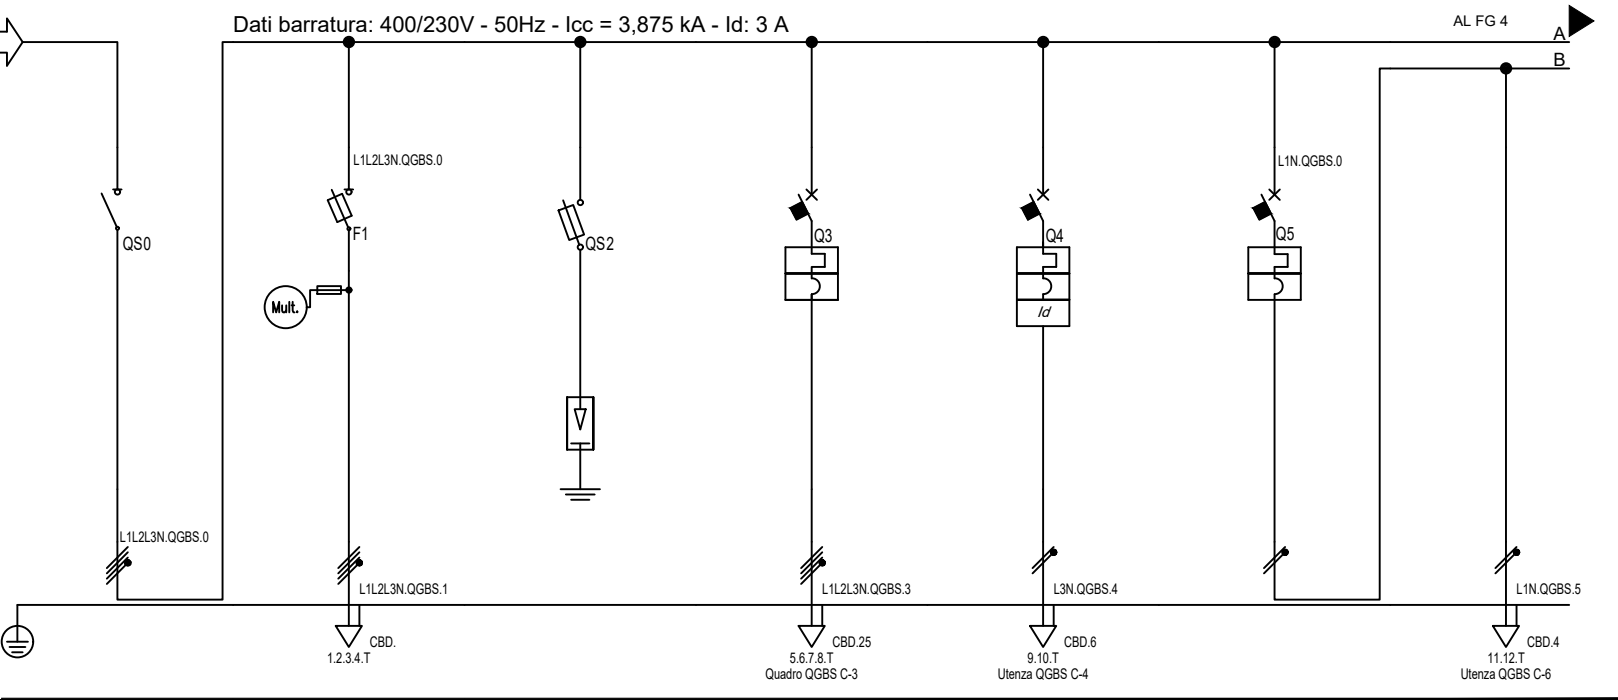 Dati barratura: 400/230V - 50Hz - Icc = 3,875 kA - Id: 3 A
AL FG 4
A
B
L1L2L3N.QGBS.0
L1N.QGBS.0
QS0
F1
QS2
Q3
Q4
Q5
Mult.
Id
L1L2L3N.QGBS.0
L1L2L3N.QGBS.1
L1L2L3N.QGBS.3
L3N.QGBS.4
L1N.QGBS.5
CBD.
1.2.3.4.T
CBD.25
5.6.7.8.T
Quadro QGBS C-3
CBD.6
9.10.T
Utenza QGBS C-4
CBD.4
11.12.T
Utenza QGBS C-6